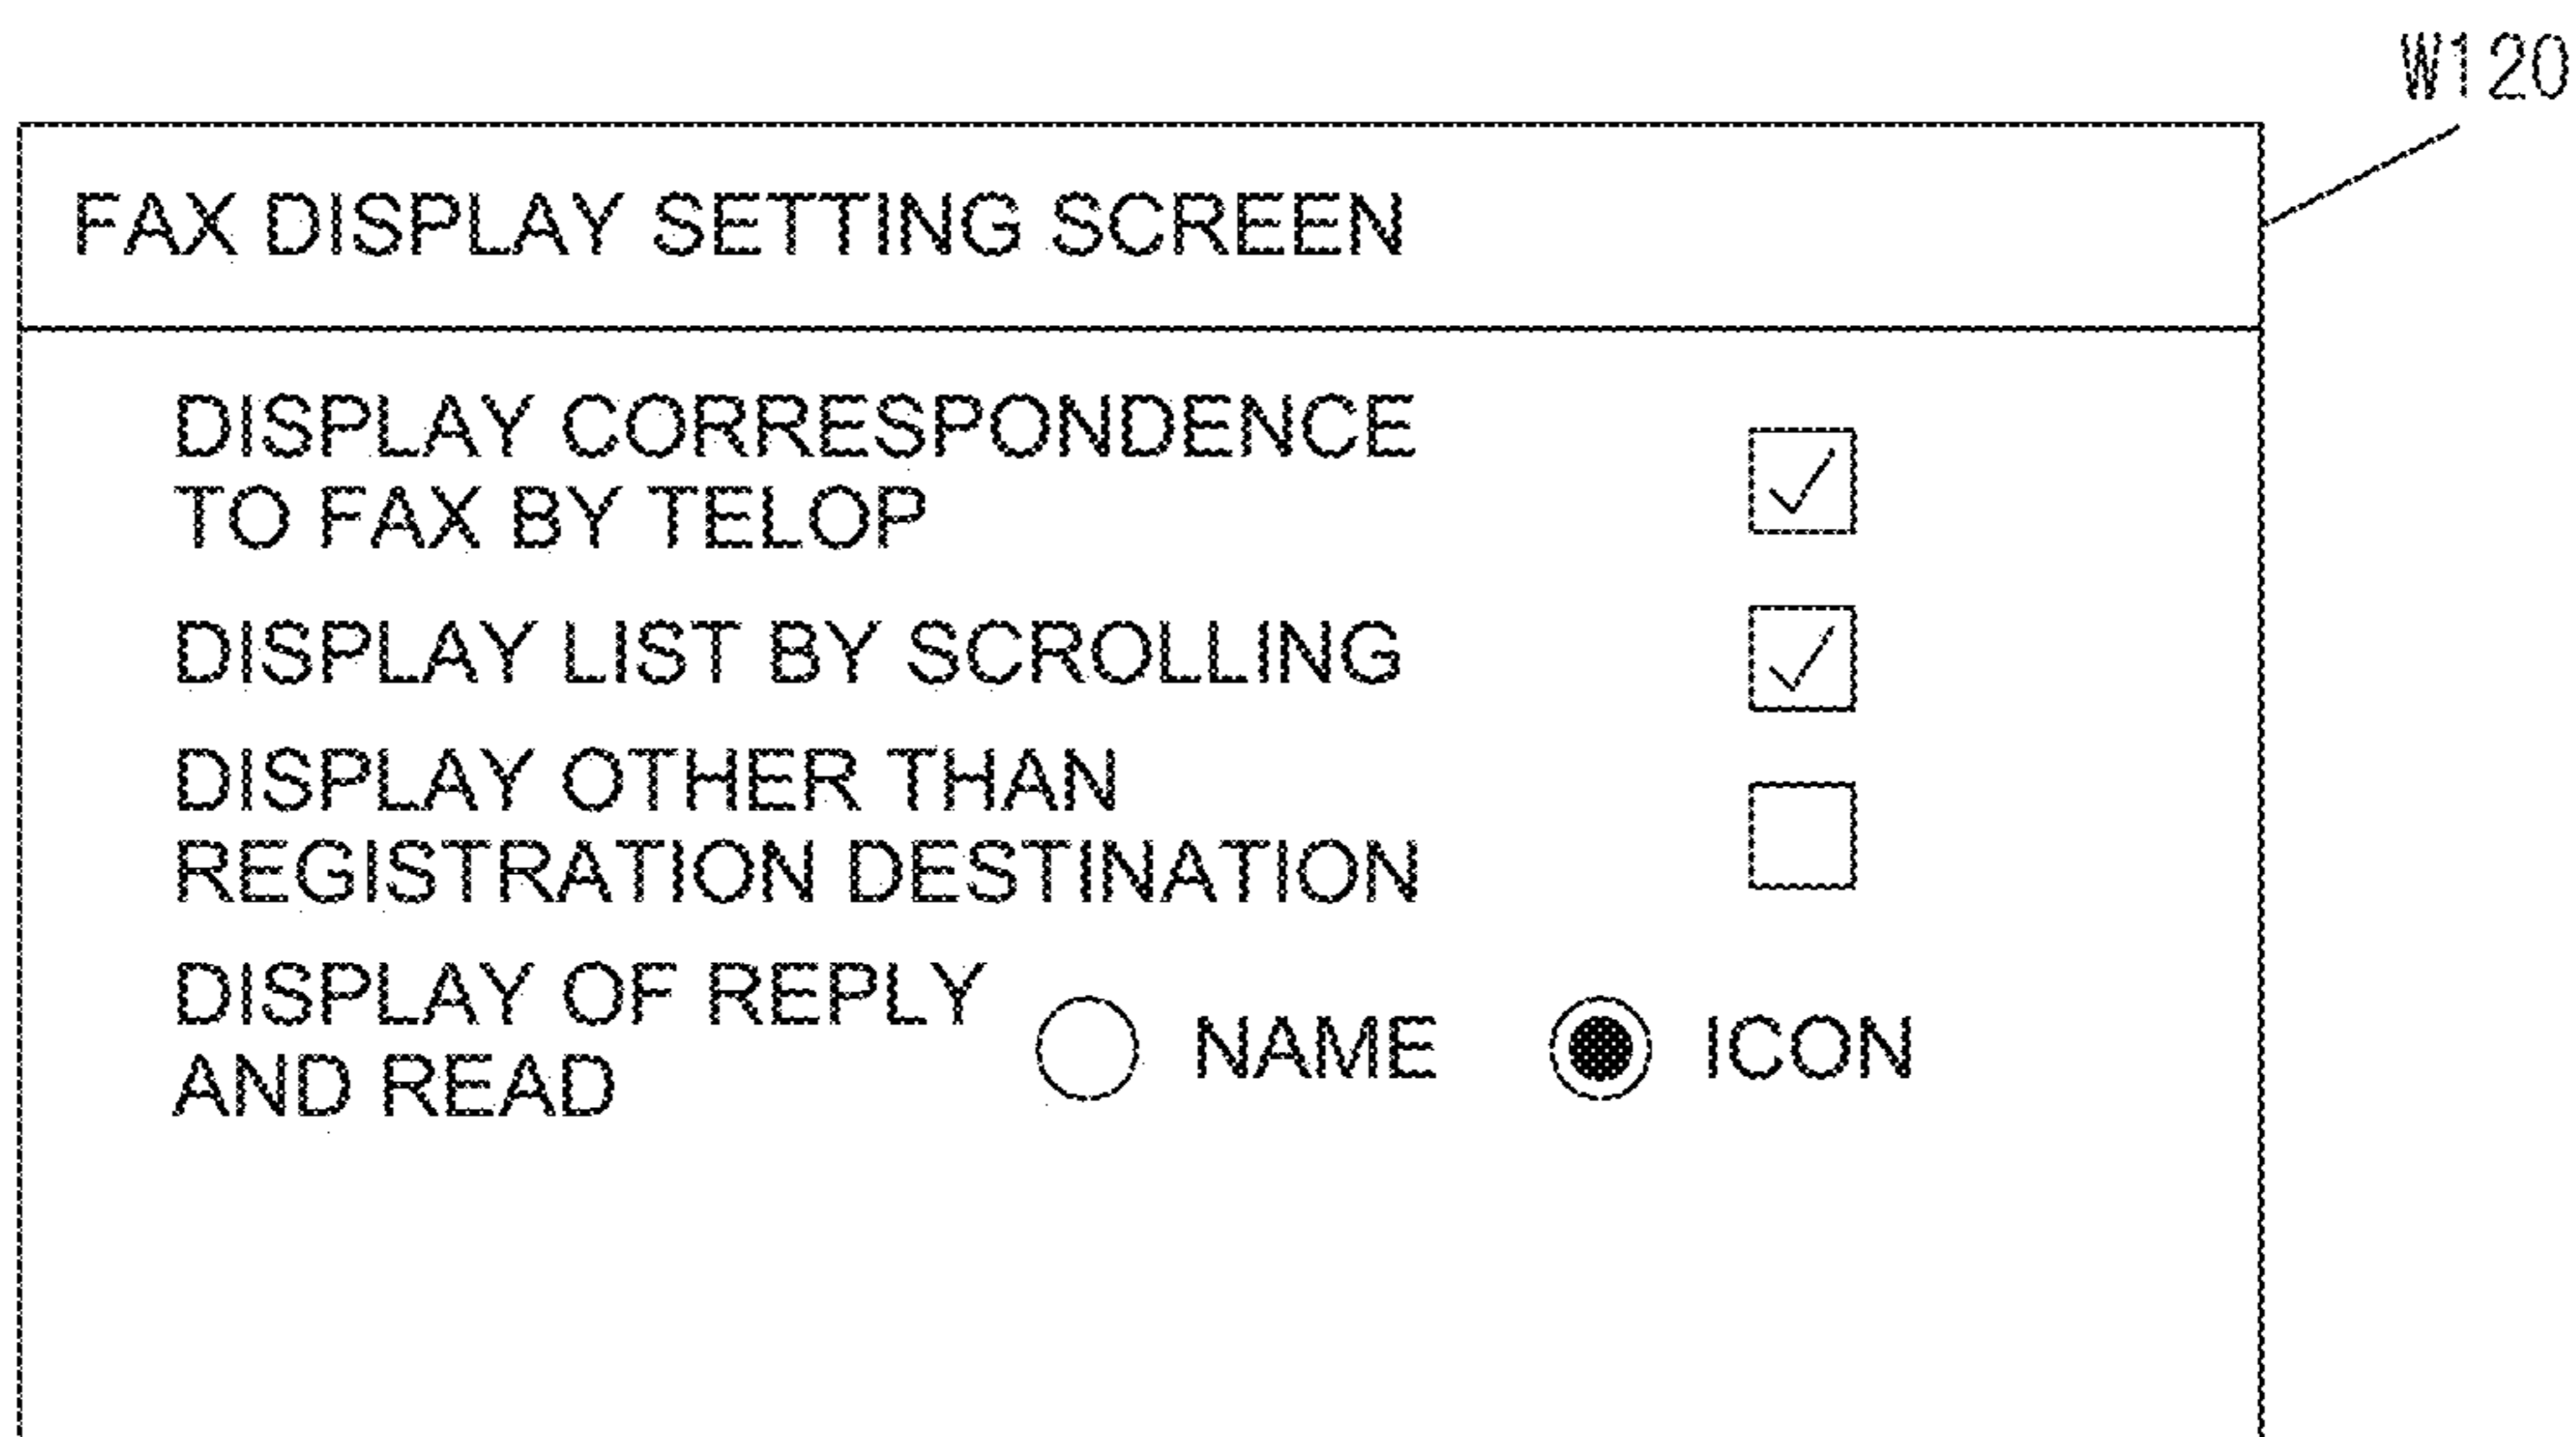 W120
FAX DISPLAY SETTING SCREEN
DISPLAY CORRESPONDENCE
TO FAX BY TELOP
DISPLAY LIST BY SCROLLING
DISPLAY OTHER THAN
REGISTRATION DESTINATION
DISPLAY OF REPLY
AND READ
NAME
ICON